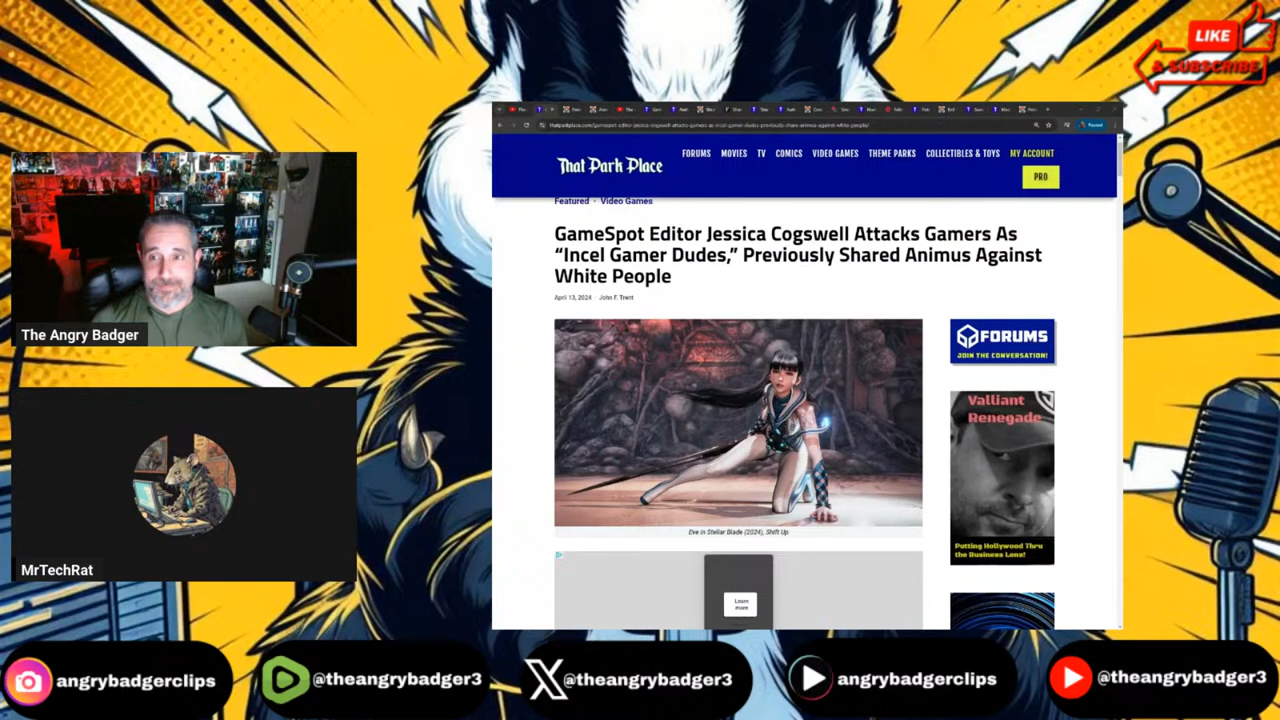 LIKE
& SUBSCRIBE
That Park Place
FORUMS MOVIES TV COMICS VIDEO GAMES THEME PARKS COLLECTIBLES & TOYS MY ACCOUNT
PRO
Featured · Video Games
GameSpot Editor Jessica Cogswell Attacks Gamers As
“Incel Gamer Dudes,” Previously Shared Animus Against
White People
April 13, 2024 · John F. Trent
FORUMS
JOIN THE CONVERSATION!
Valliant
Renegade
Putting Hollywood Thru
the Business Lens!
Eve in Stellar Blade (2024), Shift Up
Learn
more
The Angry Badger
MrTechRat
angrybadgerclips
@theangrybadger3
@theangrybadger3
angrybadgerclips
@theangrybadger3